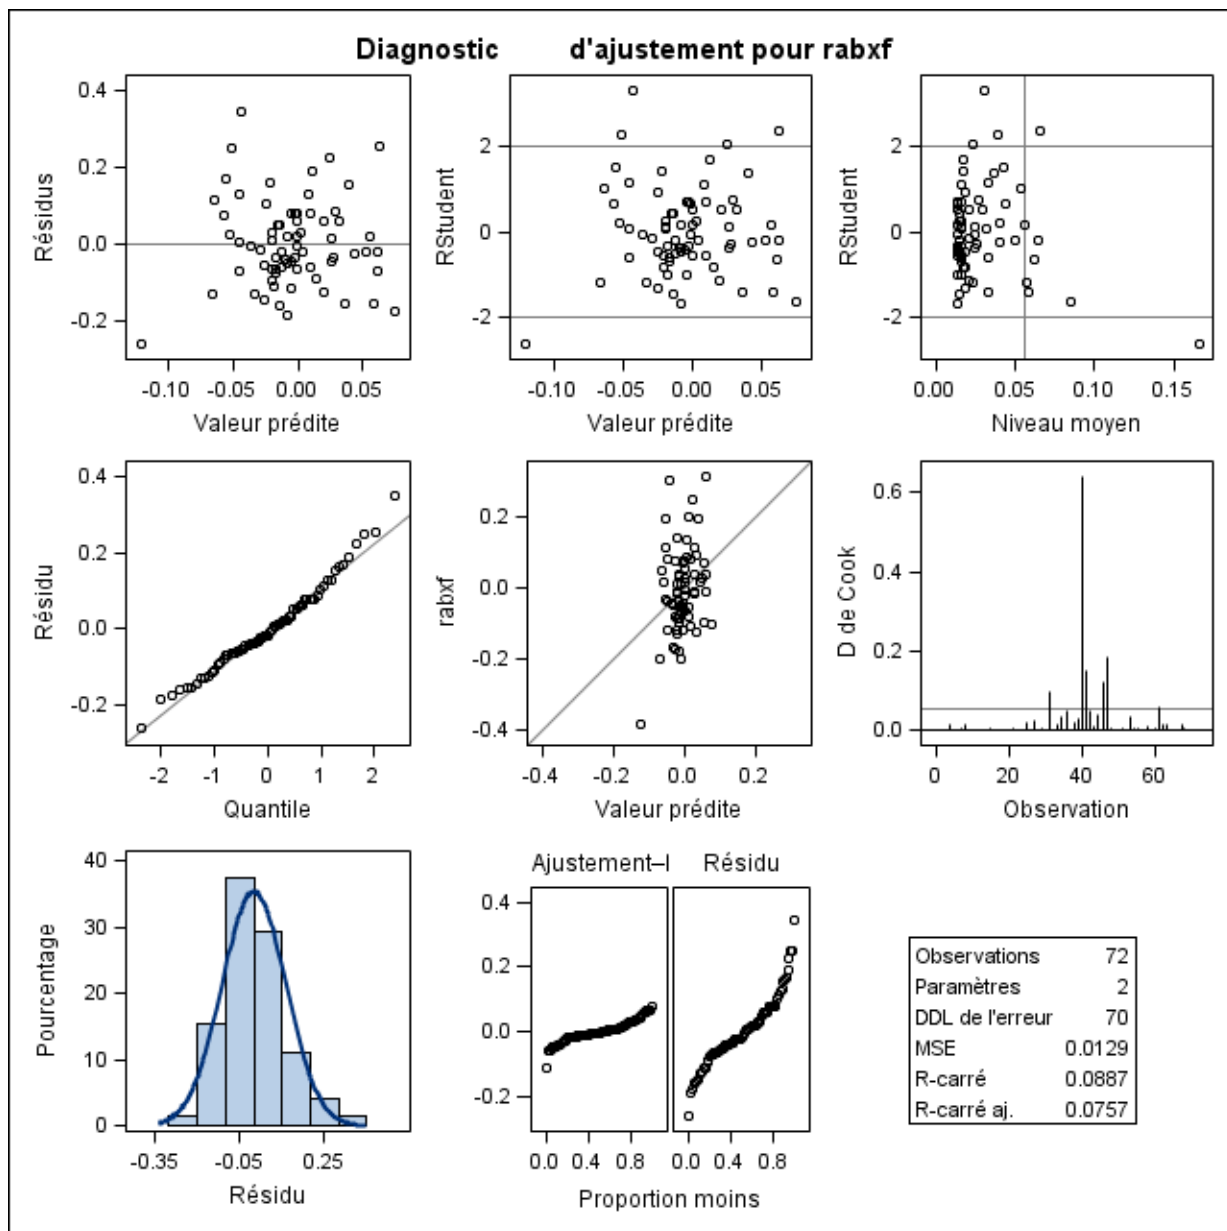 Diagnostic d'ajustement pour rabxf
Résidus
0.4
0.2
0.0
-0.2
-0.10 -0.05 0.00 0.05
Valeur prédite
RStudent
2
0
-2
-0.10 -0.05 0.00 0.05
Valeur prédite
RStudent
2
0
-2
0.00 0.05 0.10 0.15
Niveau moyen
Résidu
0.4
0.2
0.0
-0.2
-2 -1 0 1 2
Quantile
rabxf
0.2
0.0
-0.2
-0.4
-0.4 -0.2 0.0 0.2
Valeur prédite
D de Cook
0.6
0.4
0.2
0.0
0 20 40 60
Observation
Pourcentage
40
30
20
10
0
-0.35 -0.05 0.25
Résidu
Ajustement–I Résidu
0.4
0.2
0.0
-0.2
0.0 0.4 0.8 0.0 0.4 0.8
Proportion moins
Observations 72
Paramètres 2
DDL de l'erreur 70
MSE 0.0129
R-carré 0.0887
R-carré aj. 0.0757